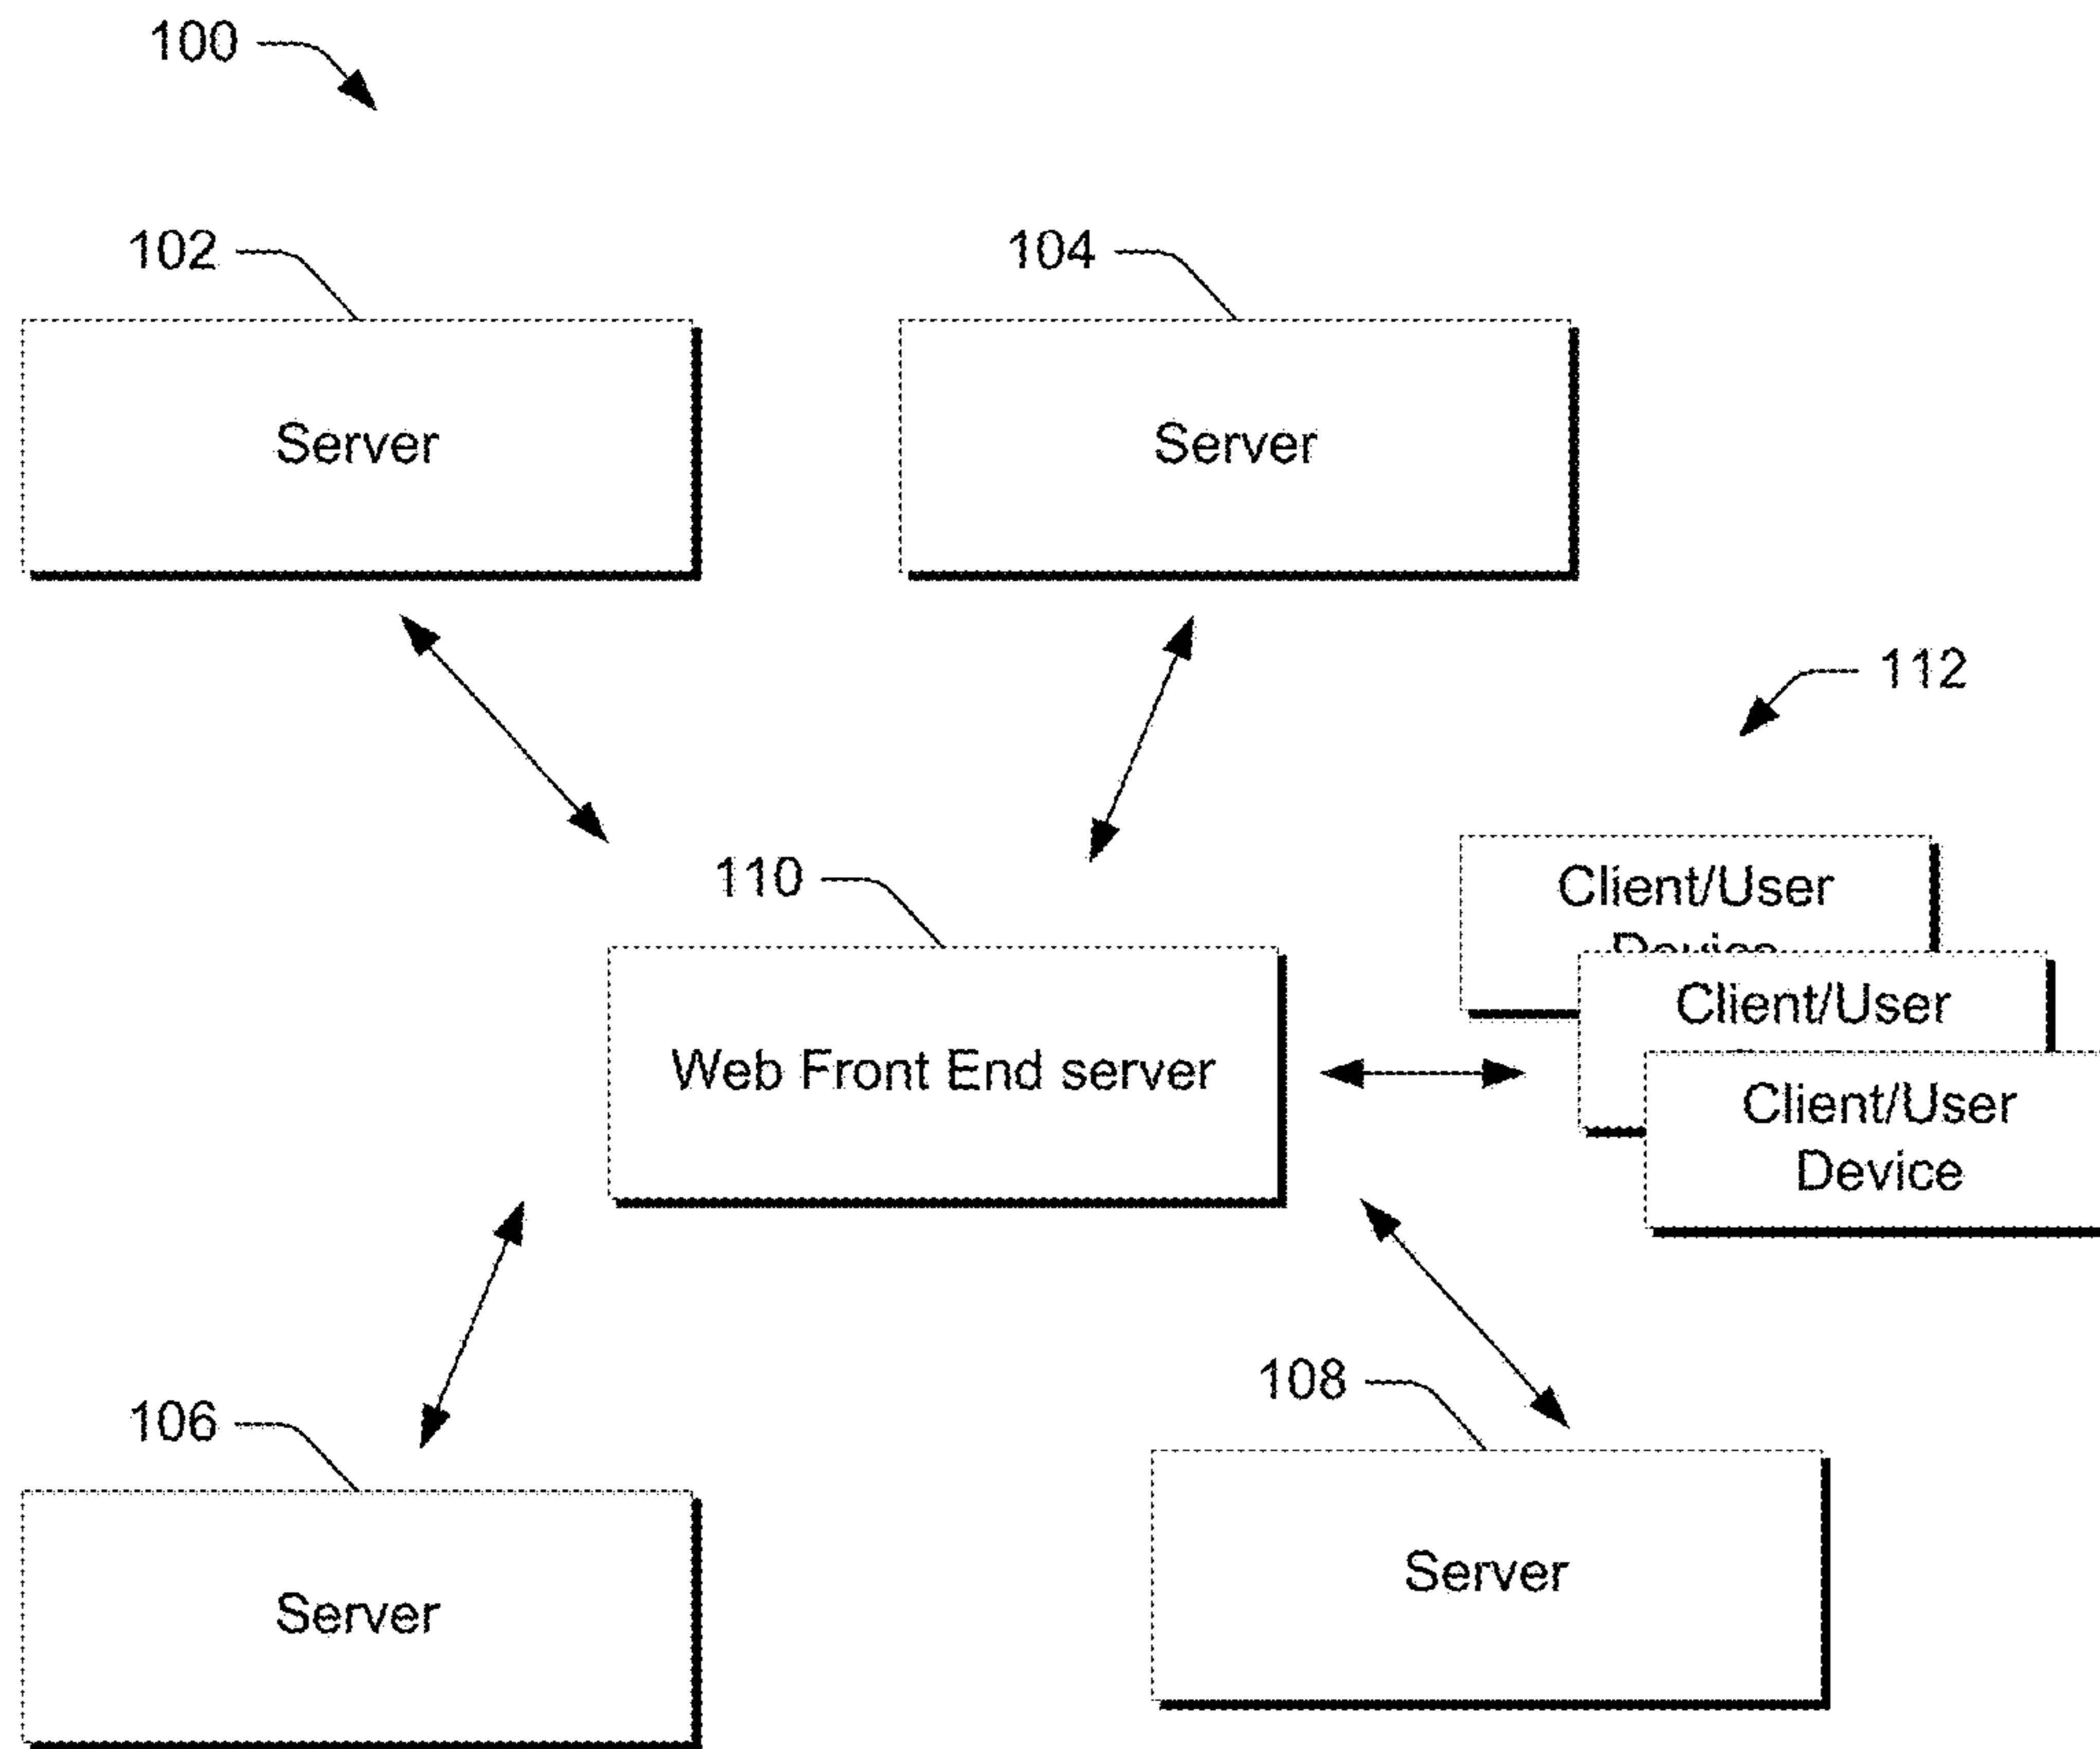 100
102
104
Server
Server
112
110
Client/User
Device
Client/User
Web Front End server
Client/User
Device
108
106
Server
Server